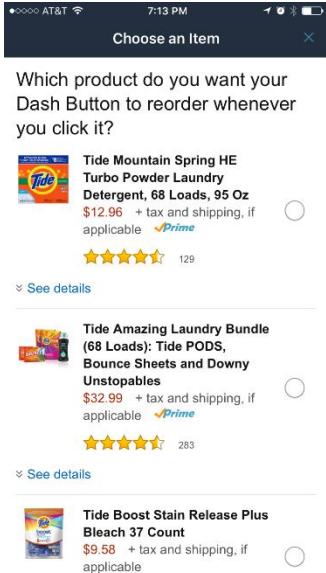 AT&T 7:13 PM
Choose an Item
Which product do you want your
Dash Button to reorder whenever
you click it?
Tide
Tide Mountain Spring HE
Turbo Powder Laundry
Detergent, 68 Loads, 95 Oz
$12.96 + tax and shipping, if
applicable Prime
129
See details
Tide Amazing Laundry Bundle
(68 Loads): Tide PODS,
Bounce Sheets and Downy
Unstopables
$32.99 + tax and shipping, if
applicable Prime
283
See details
Tide Boost Stain Release Plus
Bleach 37 Count
$9.58 + tax and shipping, if
applicable